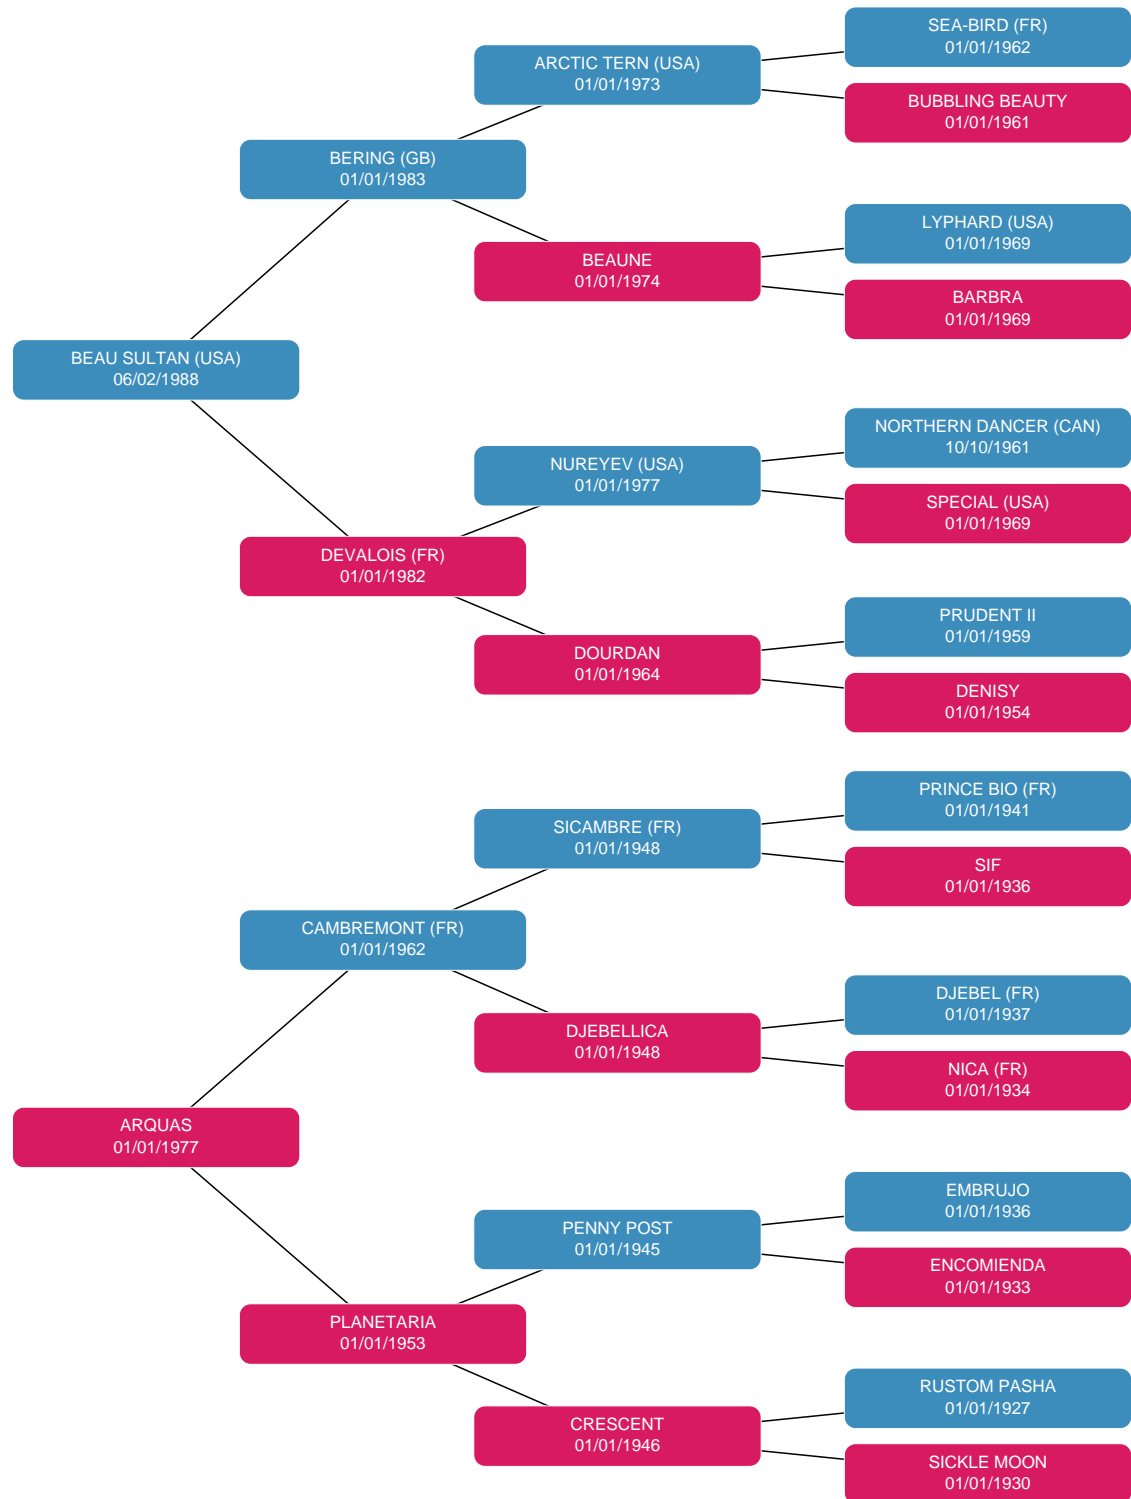 SEA-BIRD (FR)
01/01/1962
ARCTIC TERN (USA)
01/01/1973
BUBBLING BEAUTY
01/01/1961
BERING (GB)
01/01/1983
LYPHARD (USA)
01/01/1969
BEAUNE
01/01/1974
BARBRA
01/01/1969
BEAU SULTAN (USA)
06/02/1988
NORTHERN DANCER (CAN)
10/10/1961
NUREYEV (USA)
01/01/1977
SPECIAL (USA)
01/01/1969
DEVALOIS (FR)
01/01/1982
PRUDENT II
01/01/1959
DOURDAN
01/01/1964
DENISY
01/01/1954
PRINCE BIO (FR)
01/01/1941
SICAMBRE (FR)
01/01/1948
SIF
01/01/1936
CAMBREMONT (FR)
01/01/1962
DJEBEL (FR)
01/01/1937
DJEBELLICA
01/01/1948
NICA (FR)
01/01/1934
ARQUAS
01/01/1977
EMBRUJO
01/01/1936
PENNY POST
01/01/1945
ENCOMIENDA
01/01/1933
PLANETARIA
01/01/1953
RUSTOM PASHA
01/01/1927
CRESCENT
01/01/1946
SICKLE MOON
01/01/1930